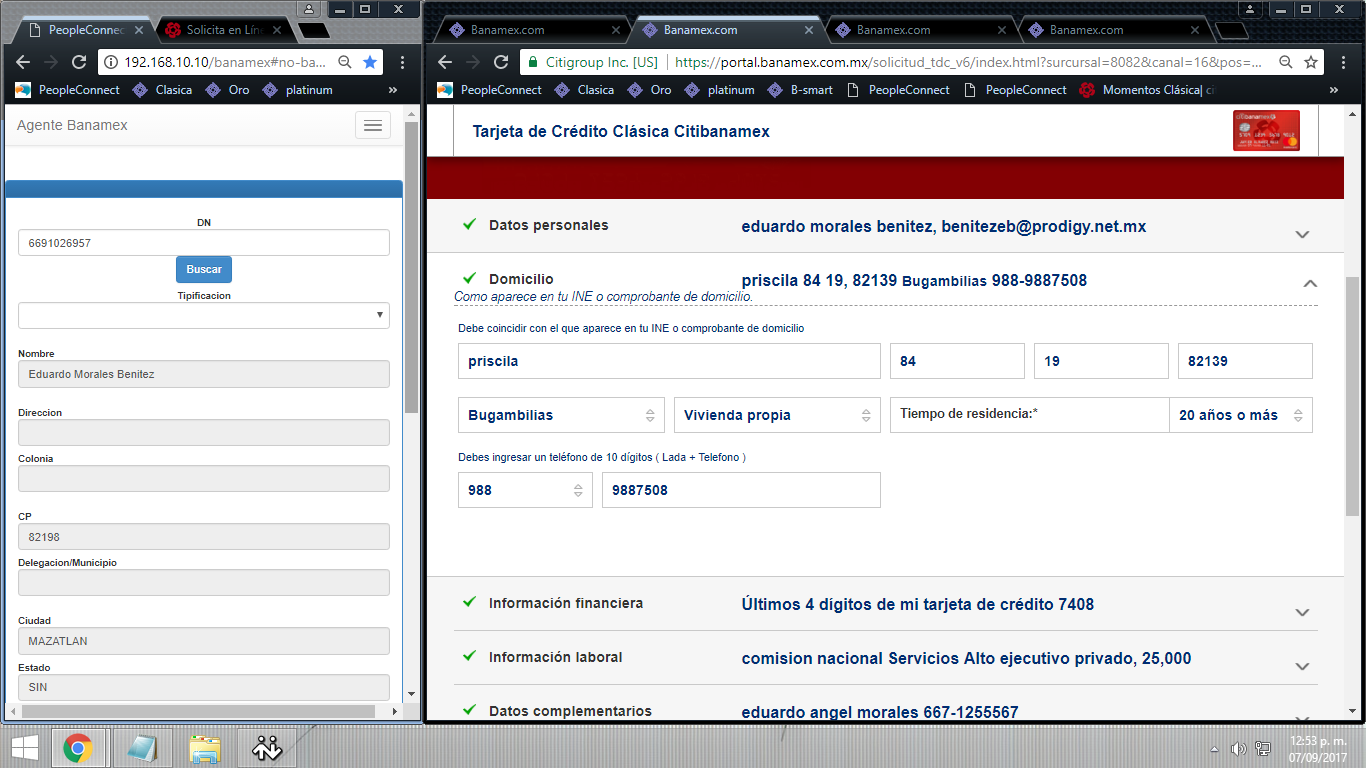 PeopleConnec
Solicita en Lín
192.168.10.10/banamex#no-ba...
PeopleConnect
Clasica
Oro
platinum
»
Agente Banamex
DN
6691026957
Buscar
Tipificacion
Nombre
Eduardo Morales Benitez
Direccion
Colonia
CP
82198
Delegacion/Municipio
Ciudad
MAZATLAN
Estado
SIN
Banamex.com
Banamex.com
Banamex.com
Banamex.com
Citigroup Inc. [US]
https://portal.banamex.com.mx/solicitud_tdc_v6/index.html?surcursal=8082&canal=16&pos=...
PeopleConnect
Clasica
Oro
platinum
B-smart
PeopleConnect
PeopleConnect
Momentos Clásica| ci
»
Tarjeta de Crédito Clásica Citibanamex
Datos personales
eduardo morales benitez, benitezeb@prodigy.net.mx
Domicilio
priscila 84 19, 82139 Bugambilias 988-9887508
Como aparece en tu INE o comprobante de domicilio.
Debe coincidir con el que aparece en tu INE o comprobante de domicilio
priscila
84
19
82139
Bugambilias
Vivienda propia
Tiempo de residencia:*
20 años o más
Debes ingresar un teléfono de 10 dígitos ( Lada + Telefono )
988
9887508
Información financiera
Últimos 4 dígitos de mi tarjeta de crédito 7408
Información laboral
comision nacional Servicios Alto ejecutivo privado, 25,000
Datos complementarios
eduardo angel morales 667-1255567
12:53 p. m.
07/09/2017